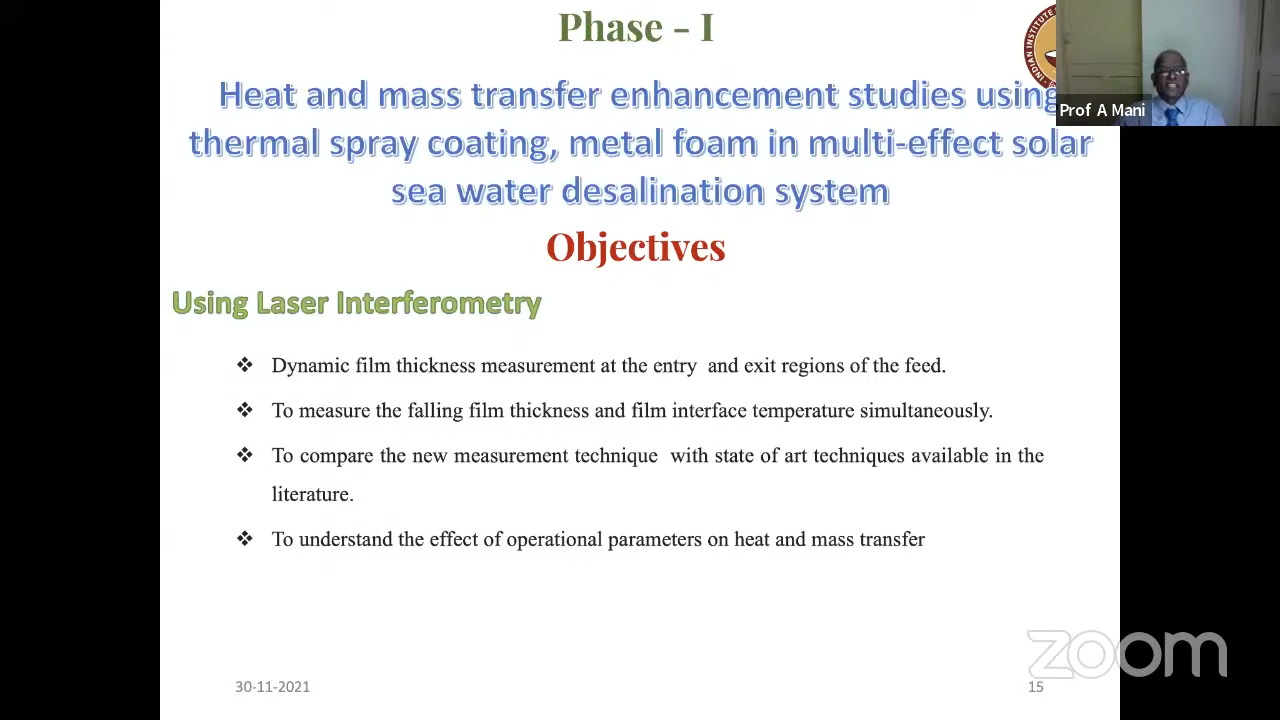 Phase - I
Heat and mass transfer enhancement studies using
thermal spray coating, metal foam in multi-effect solar
sea water desalination system
Objectives
Using Laser Interferometry
❖ Dynamic film thickness measurement at the entry and exit regions of the feed.
❖ To measure the falling film thickness and film interface temperature simultaneously.
❖ To compare the new measurement technique with state of art techniques available in the
literature.
❖ To understand the effect of operational parameters on heat and mass transfer
30-11-2021
15
INDIAN INSTITUTE
Prof A Mani
zoom